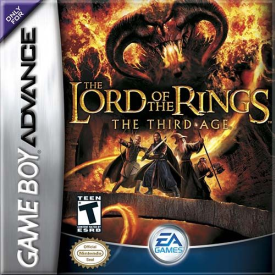 ONLY FOR
GAME BOY ADVANCE
THE
LORD OF THE RINGS
THE THIRD AGE
TEEN
T
ESRB
Official
Nintendo
Seal
EA
GAMES